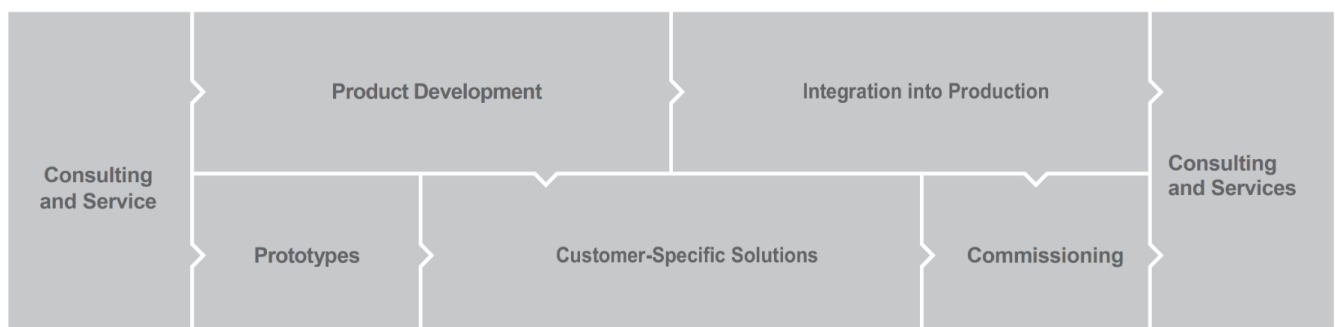 Consulting
and Service
Product Development
Integration into Production
Prototypes
Customer-Specific Solutions
Commissioning
Consulting
and Services